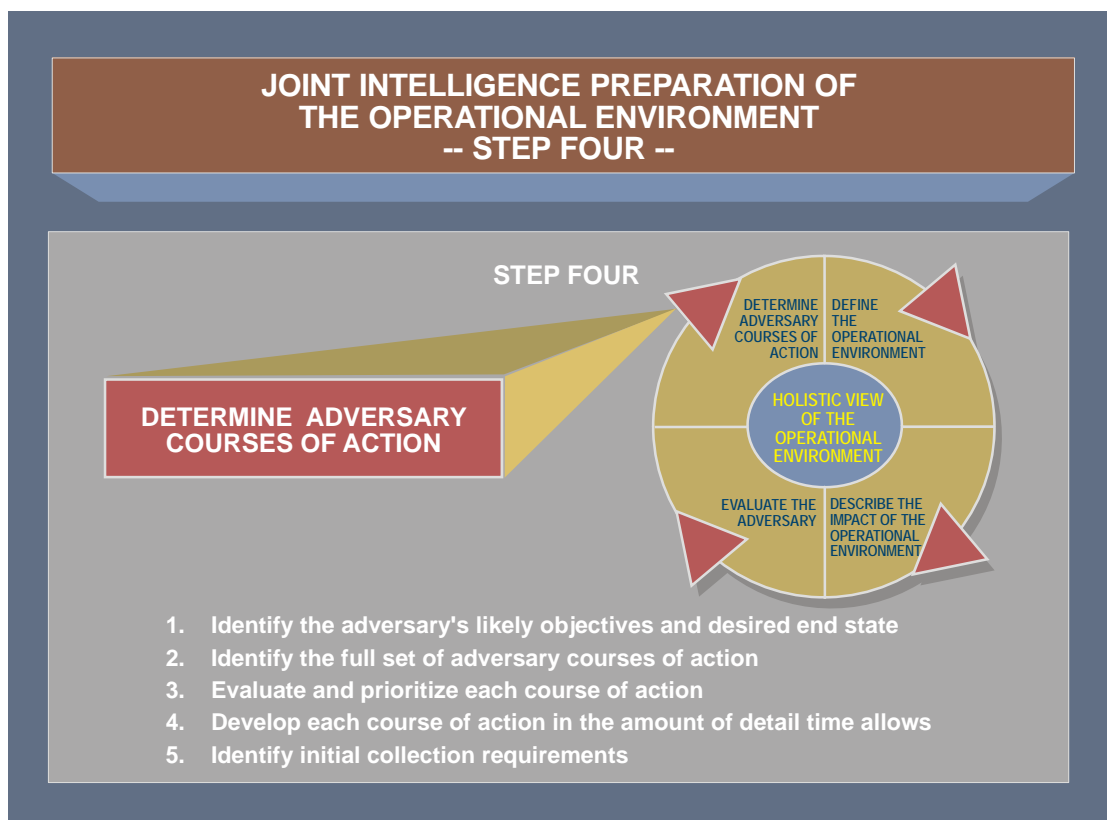 JOINT INTELLIGENCE PREPARATION OF
THE OPERATIONAL ENVIRONMENT
-- STEP FOUR --
STEP FOUR
DETERMINE ADVERSARY
COURSES OF ACTION
DETERMINE
ADVERSARY
COURSES OF
ACTION
DEFINE
THE
OPERATIONAL
ENVIRONMENT
HOLISTIC VIEW
OF THE
OPERATIONAL
ENVIRONMENT
EVALUATE THE
ADVERSARY
DESCRIBE THE
IMPACT OF THE
OPERATIONAL
ENVIRONMENT
1. Identify the adversary's likely objectives and desired end state
2. Identify the full set of adversary courses of action
3. Evaluate and prioritize each course of action
4. Develop each course of action in the amount of detail time allows
5. Identify initial collection requirements